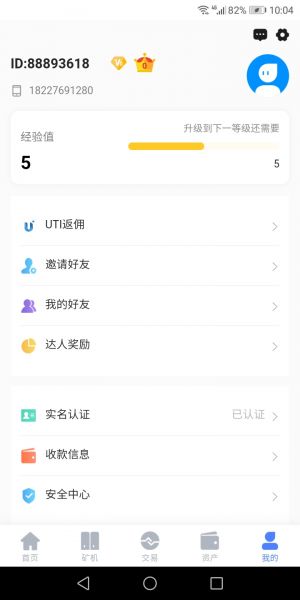 82% 10:04
ID:88893618
18227691280
经验值
升级到下一等级还需要
5
5
UTI返佣
邀请好友
我的好友
达人奖励
实名认证 已认证
收款信息
安全中心
首页 矿机 交易 资产 我的